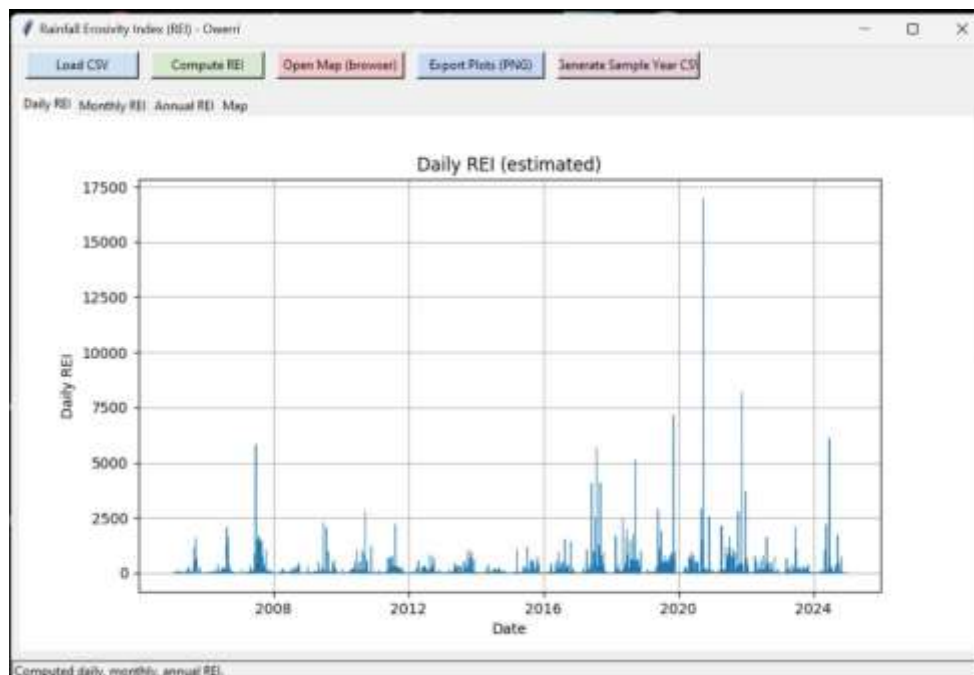 Rainfall Erosivity Index (REI) - Owerri
Load CSV Compute REI Open Map (browser) Export Plots (PNG) Generate Sample Year CSV
Daily REI Monthly REI Annual REI Map
Daily REI (estimated)
17500
15000
12500
10000
7500
5000
2500
0
Daily REI
2008 2012 2016 2020 2024
Date
Computed daily, monthly, annual REI.